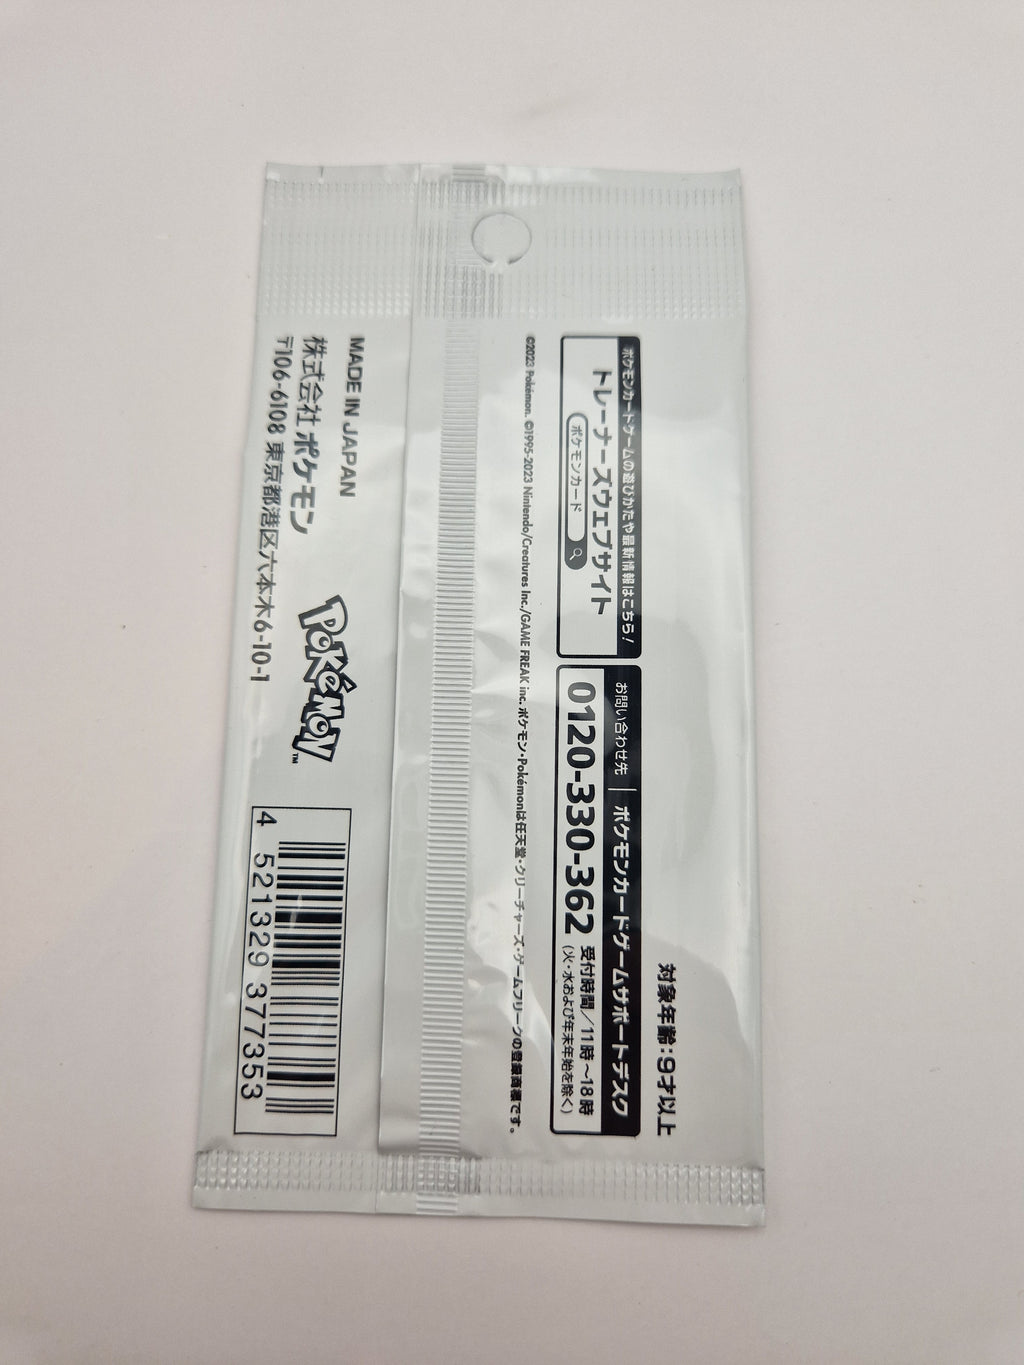 対象年齢:9才以上
ポケモンカードゲームの遊びかたや最新情報はこちら!
トレーナーズウェブサイト
ポケモンカード
お問い合わせ先 | ポケモンカードゲームサポートデスク
0120-330-362
受付時間/11時~18時
(火・水および年末年始を除く)
©2023 Pokémon. ©1995-2023 Nintendo/Creatures Inc./GAME FREAK inc. ポケモン・Pokémonは任天堂・クリーチャーズ・ゲームフリークの登録商標です。
MADE IN JAPAN
株式会社 ポケモン
〒106-6108 東京都港区六本木6-10-1
POKéMON™
4 521329 377353